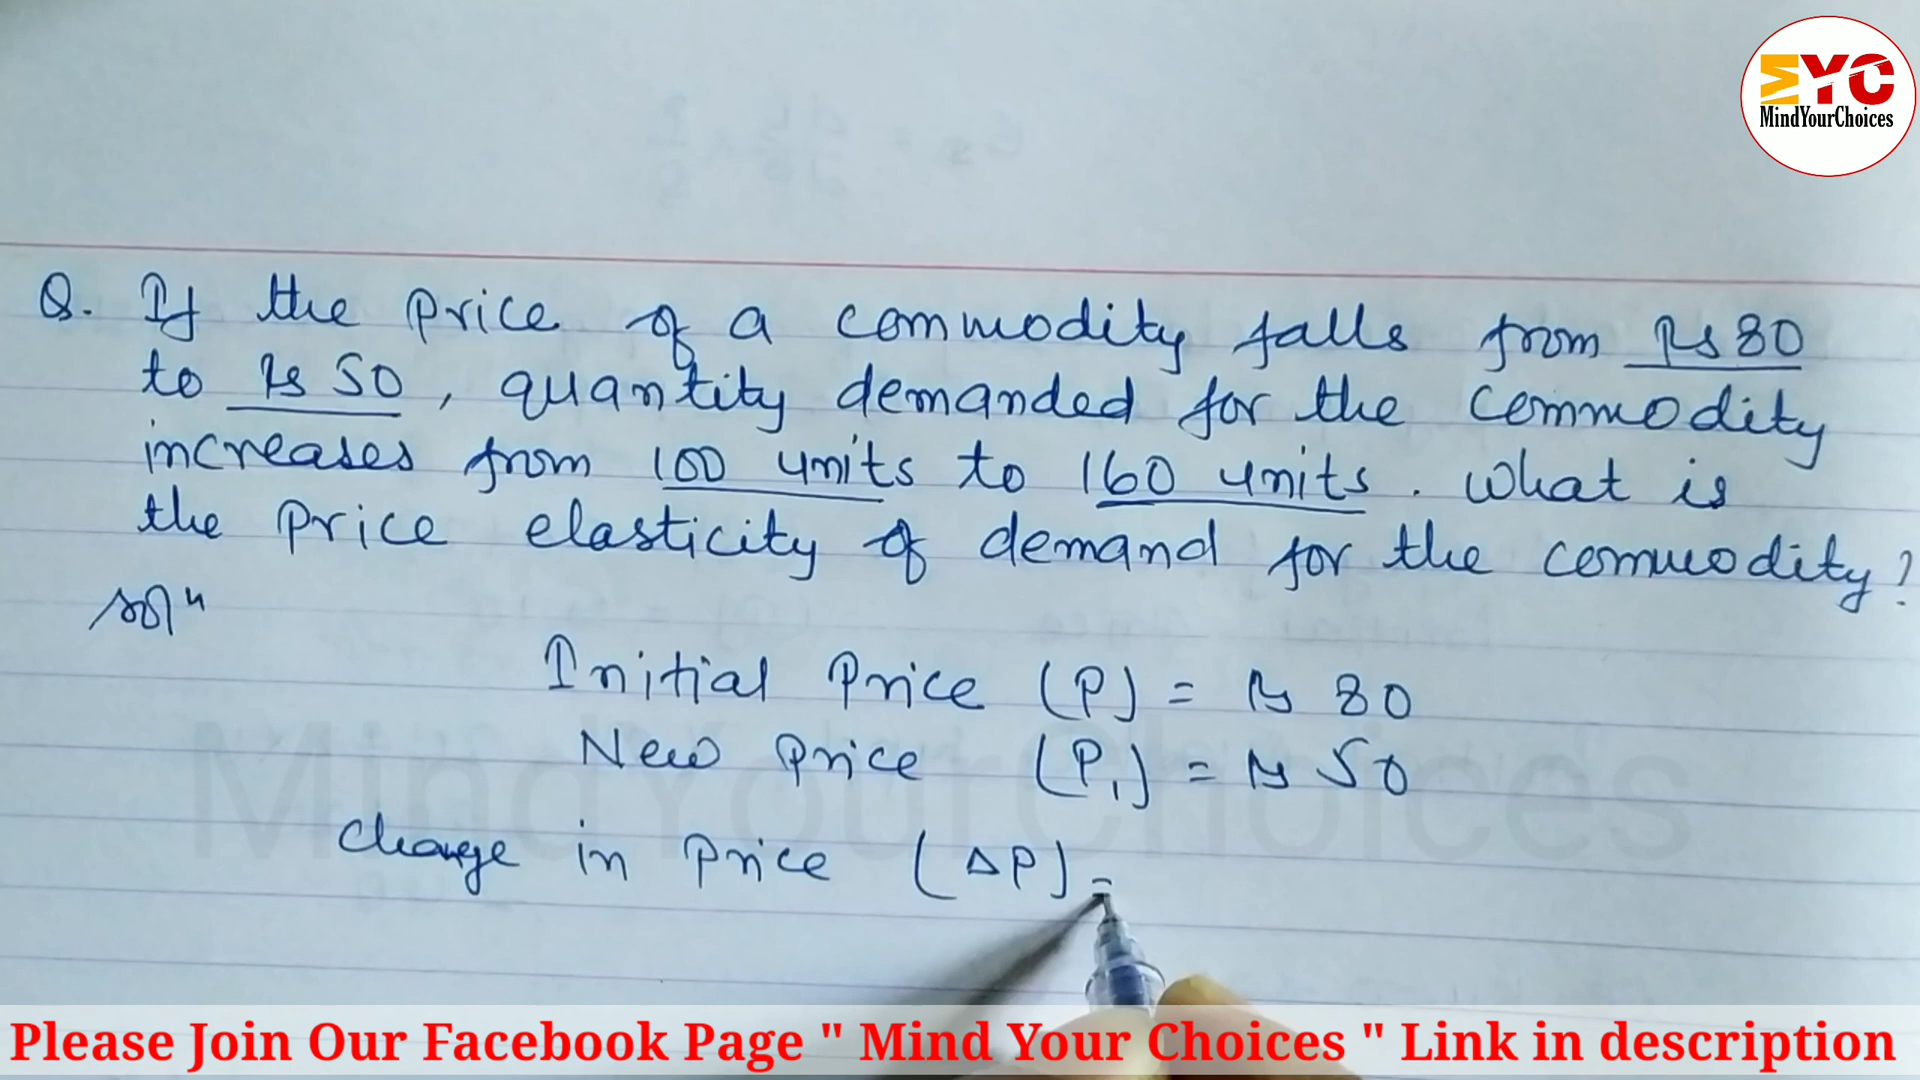 MYC
MindYourChoices
Q. If the price of a commodity falls from Rs 80
to Rs 50, quantity demanded for the commodity
increases from 100 units to 160 units. What is
the price elasticity of demand for the commodity?
Solⁿ
Initial Price (P) = Rs 80
New Price (P₁) = Rs 50
Change in Price (ΔP) =
MindYourChoices
Please Join Our Facebook Page " Mind Your Choices " Link in description